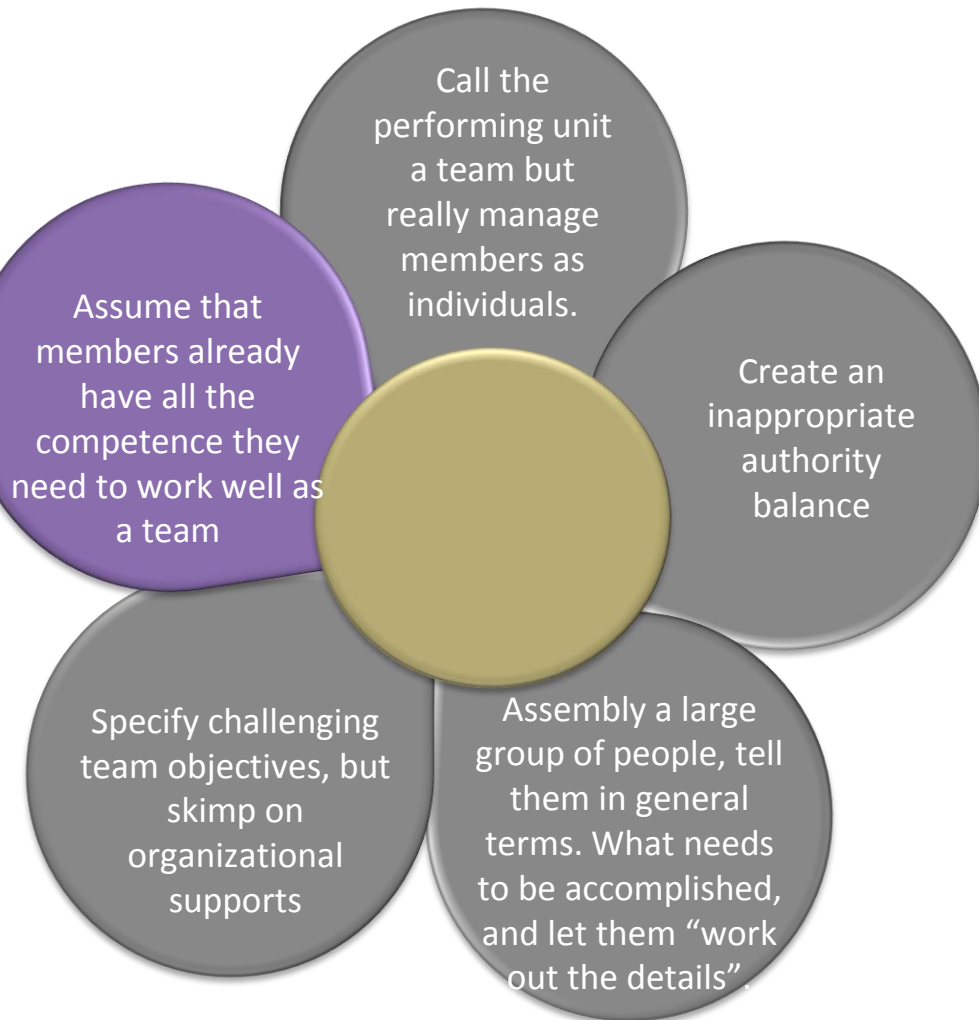 Call the
performing unit
a team but
really manage
members as
individuals.
Create an
inappropriate
authority
balance
Assembly a large
group of people, tell
them in general
terms. What needs
to be accomplished,
and let them “work
out the details”.
Specify challenging
team objectives, but
skimp on
organizational
supports
Assume that
members already
have all the
competence they
need to work well as
a team